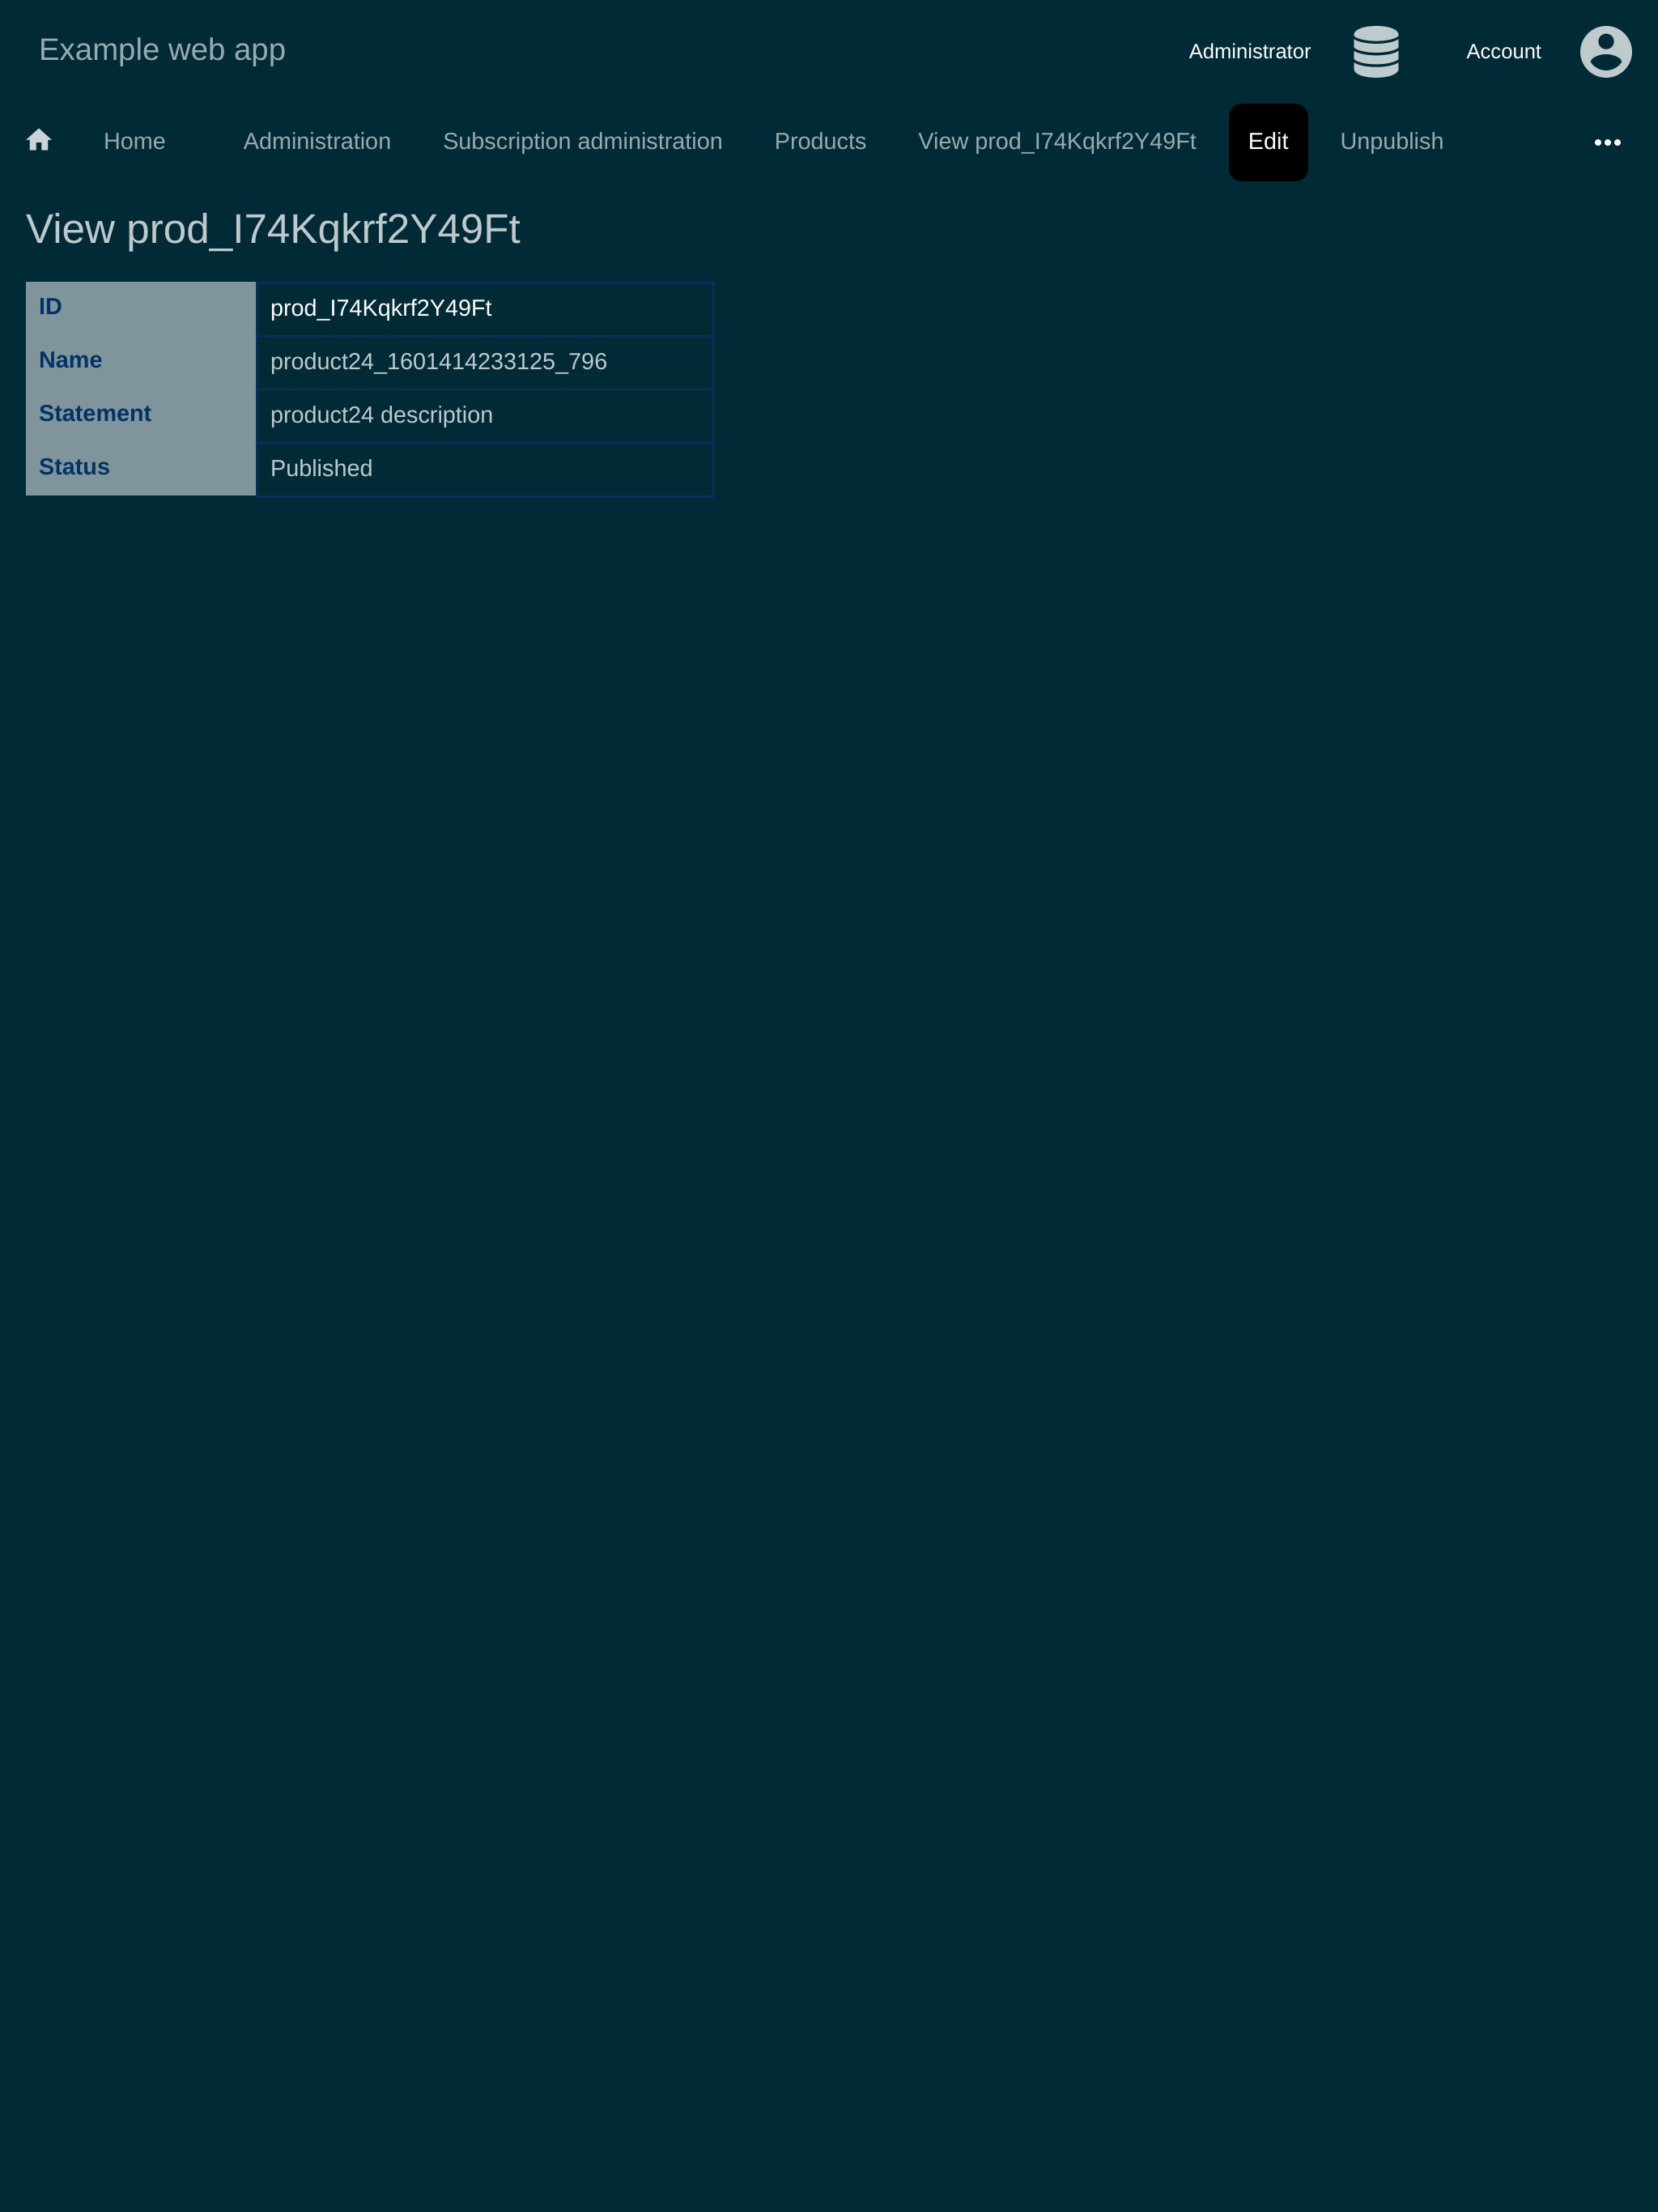 Example web app
Administrator
Account
Home Administration Subscription administration Products View prod_I74Kqkrf2Y49Ft Edit Unpublish
View prod_I74Kqkrf2Y49Ft
ID prod_I74Kqkrf2Y49Ft
Name product24_1601414233125_796
Statement product24 description
Status Published